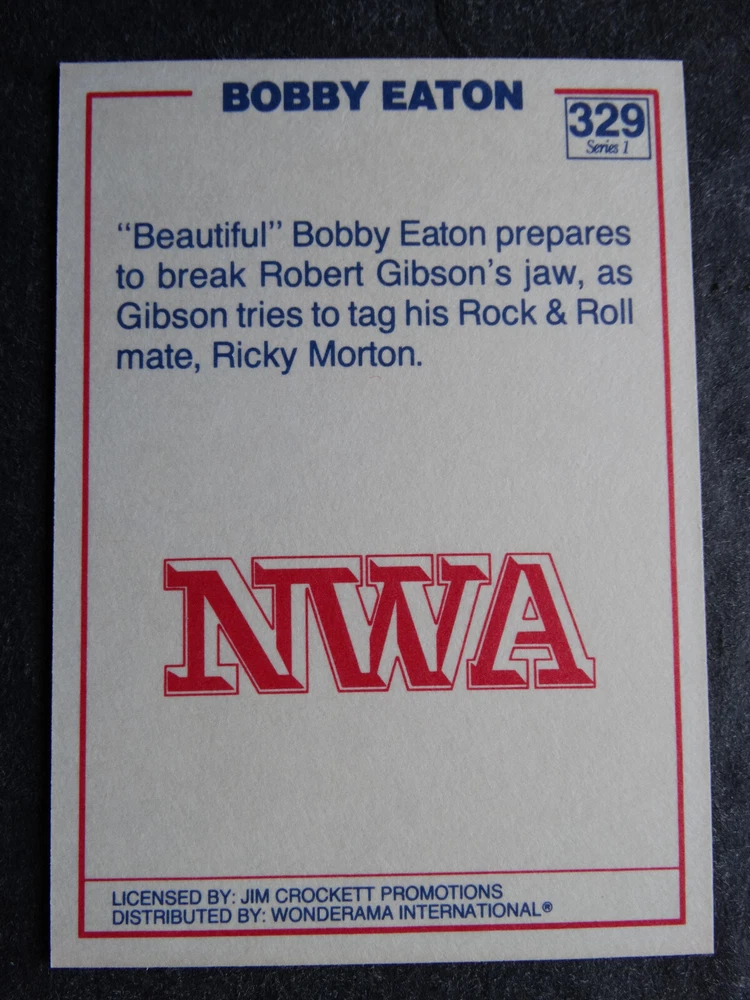 BOBBY EATON
329
Series 1
“Beautiful” Bobby Eaton prepares
to break Robert Gibson’s jaw, as
Gibson tries to tag his Rock & Roll
mate, Ricky Morton.
NWA
LICENSED BY: JIM CROCKETT PROMOTIONS
DISTRIBUTED BY: WONDERAMA INTERNATIONAL®